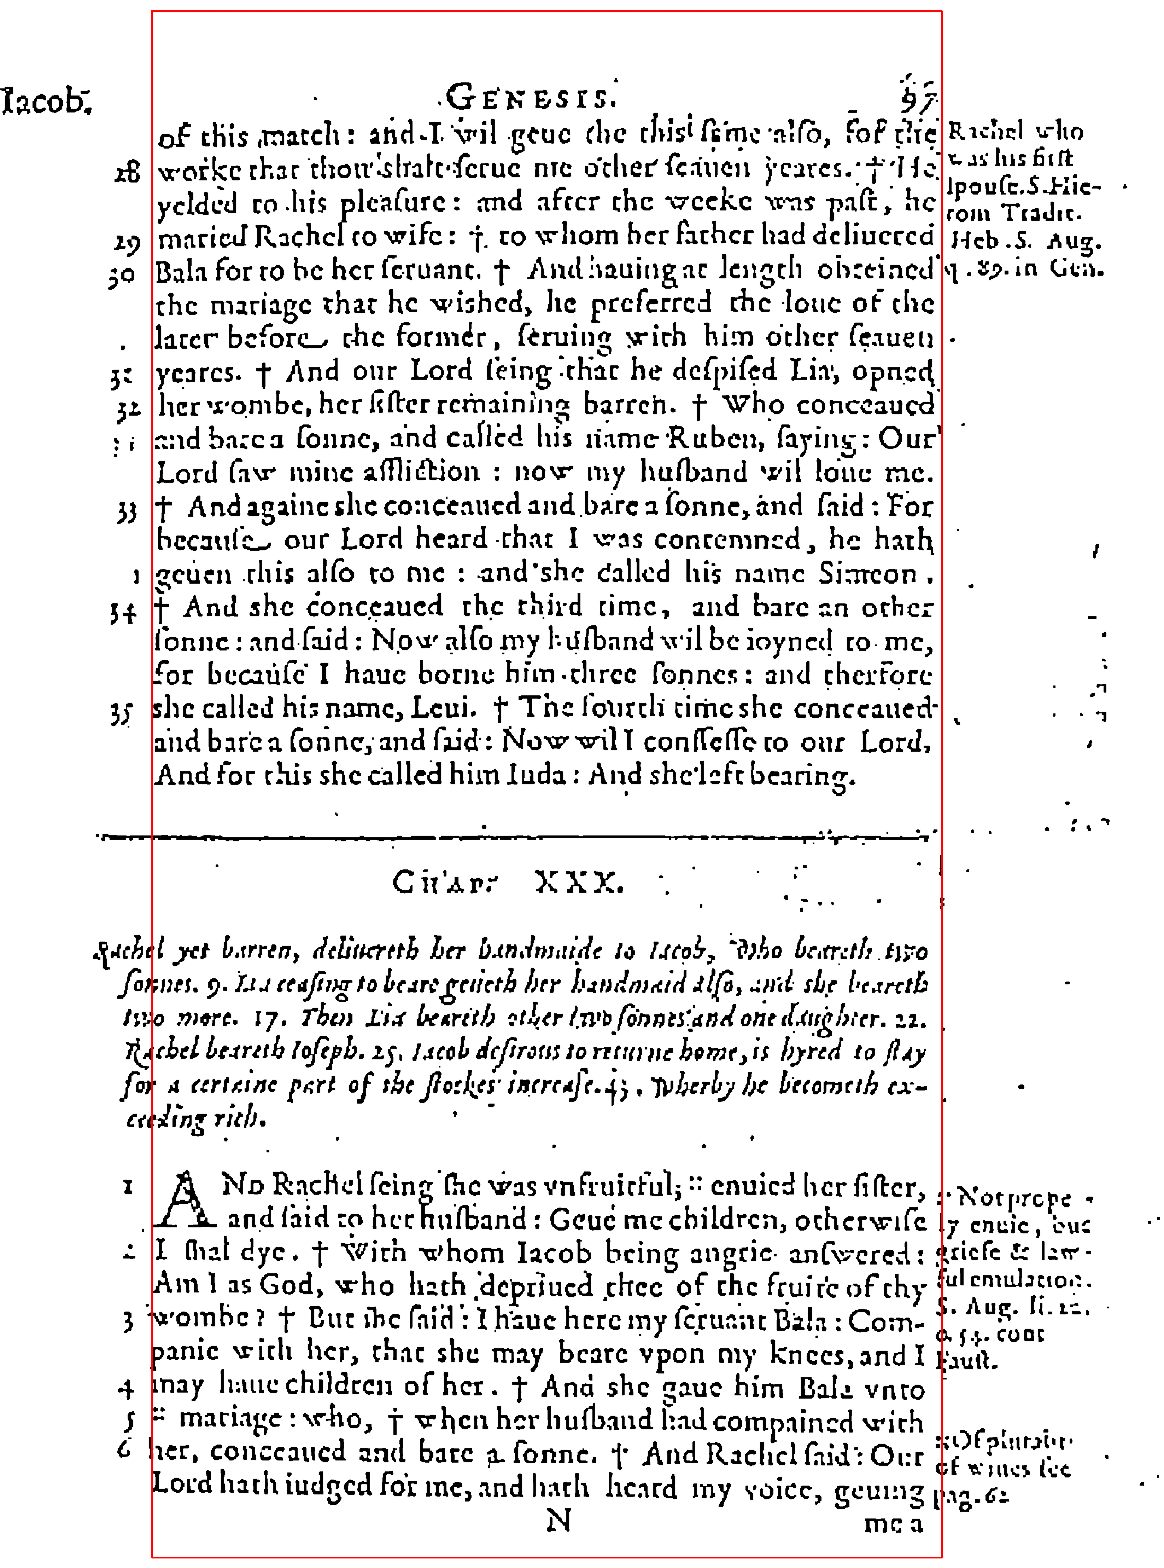 Iacob. GENESIS. 97
of this match: and I wil geue the this same also, for the
28 worke that thou shalt serue me other seauen yeares. † He
yelded to his pleasure: and after the weeke was past, he
29 maried Rachel to wife: † to whom her father had deliuered
30 Bala for to be her seruant. † And hauing at length obteined
the mariage that he wished, he preferred the loue of the
later before the former, seruing with him other seauen
31 yeares. † And our Lord seing that he despised Lia, opned
32 her wombe, her sister remaining barren. † Who conceaued
and bare a sonne, and called his name Ruben, saying: Our
Lord saw mine affliction: now my husband wil loue me.
33 † And againe she conceaued and bare a sonne, and said: For
because our Lord heard that I was contemned, he hath
geuen this also to me: and she called his name Simeon.
34 † And she conceaued the third time, and bare an other
sonne: and said: Now also my husband wil be ioyned to me,
for because I haue borne him three sonnes: and therfore
35 she called his name, Leui. † The fourth time she conceaued
and bare a sonne, and said: Now wil I confesse to our Lord,
And for this she called him Iuda: And she left bearing.
Rachel who
was his first
spouse. S. Hie-
rom Tradit.
Heb. S. Aug.
q. 89. in Gen.
CHAP. XXX.
Rachel yet barren, deliuereth her handmaide to Iacob, Who beareth two
sonnes. 9. Lia ceasing to beare geueth her handmaid also, and she beareth
two more. 17. Then Lia beareth other two sonnes and one daughter. 22.
Rachel beareth Ioseph. 25. Iacob desirous to returne home, is hyred to stay
for a certaine part of the flockes increase. 43. Wherby he becometh ex-
ceeding rich.
1 AND Rachel seing she was vnfruitful, :: enuied her sister,
and said to her husband: Geue me children, otherwise
2 I shal dye. † With whom Iacob being angrie answered:
Am I as God, who hath depriued thee of the fruite of thy
3 wombe? † But she said: I haue here my seruant Bala: Com-
panie with her, that she may beare vpon my knees, and I
4 may haue children of her. † And she gaue him Bala vnto
5 :: mariage: who, † when her husband had compained with
6 her, conceaued and bare a sonne. † And Rachel said: Our
Lord hath iudged for me, and hath heard my voice, geuing
:: Not prope
ly enuie, but
griefe & law-
ful emulation.
S. Aug. li. 22.
c. 54. cont
Faust.
:: Of pluralitie
of wiues see
pag. 62
N me a